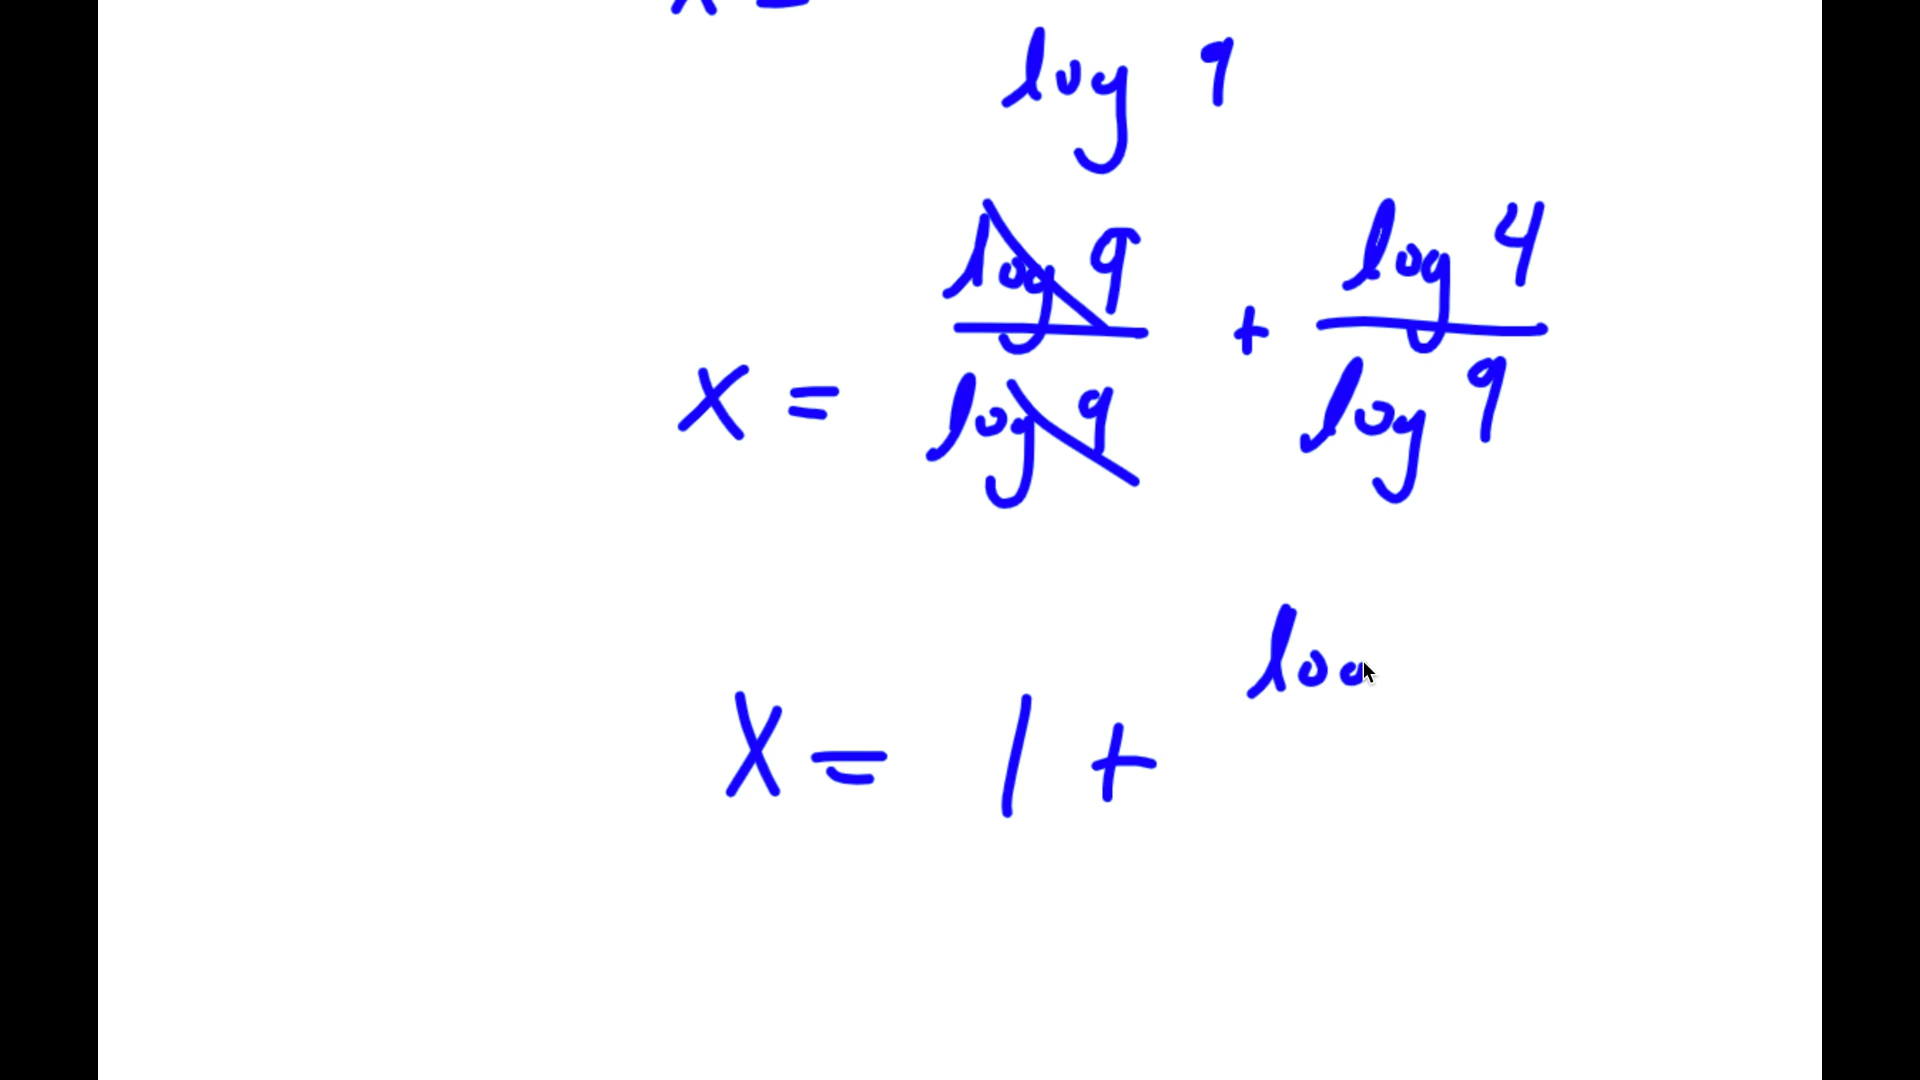 x =
log 9
x = log 9 / log 9 + log 4 / log 9
x = 1 + loo